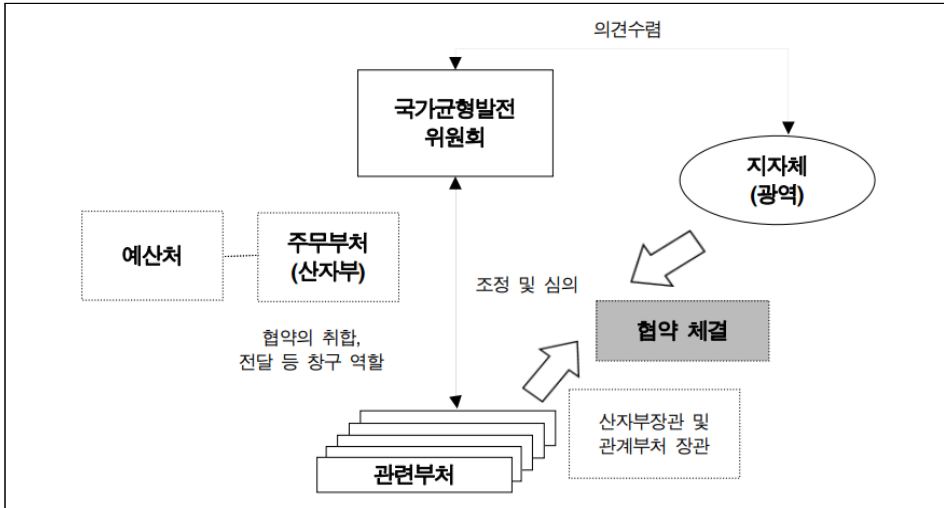 의견수렴
국가균형발전
위원회
지자체
(광역)
예산처
주무부처
(산자부)
조정 및 심의
협약의 취합,
전달 등 창구 역할
협약 체결
산자부장관 및
관계부처 장관
관련부처